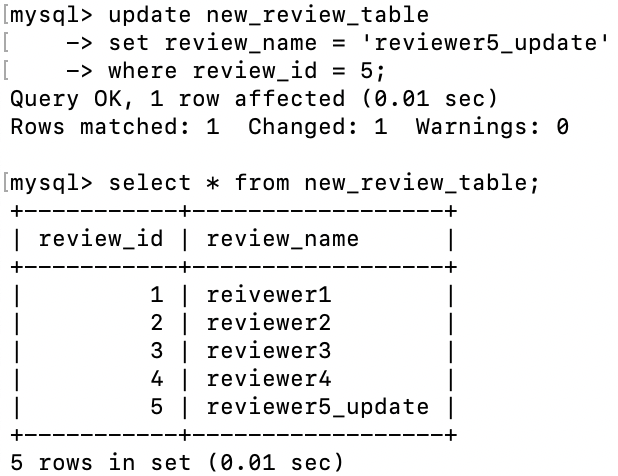 [mysql> update new_review_table
[    -> set review_name = 'reviewer5_update'
[    -> where review_id = 5;
Query OK, 1 row affected (0.01 sec)
Rows matched: 1  Changed: 1  Warnings: 0

[mysql> select * from new_review_table;
+-----------+------------------+
| review_id | review_name      |
+-----------+------------------+
|         1 | reivewer1        |
|         2 | reviewer2        |
|         3 | reviewer3        |
|         4 | reviewer4        |
|         5 | reviewer5_update |
+-----------+------------------+
5 rows in set (0.01 sec)